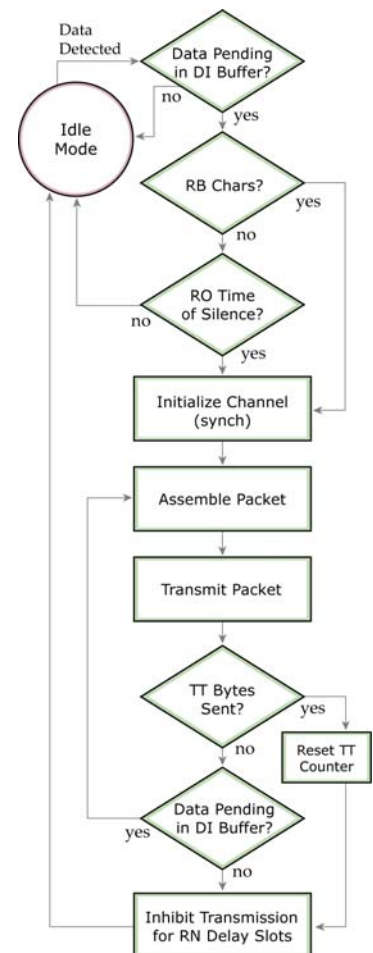 Data
Detected
Data Pending
in DI Buffer?
no
yes
Idle
Mode
RB Chars?
yes
no
RO Time
of Silence?
no
yes
Initialize Channel
(synch)
Assemble Packet
Transmit Packet
TT Bytes
Sent?
yes
no
Reset TT
Counter
Data Pending
in DI Buffer?
yes
no
Inhibit Transmission
for RN Delay Slots